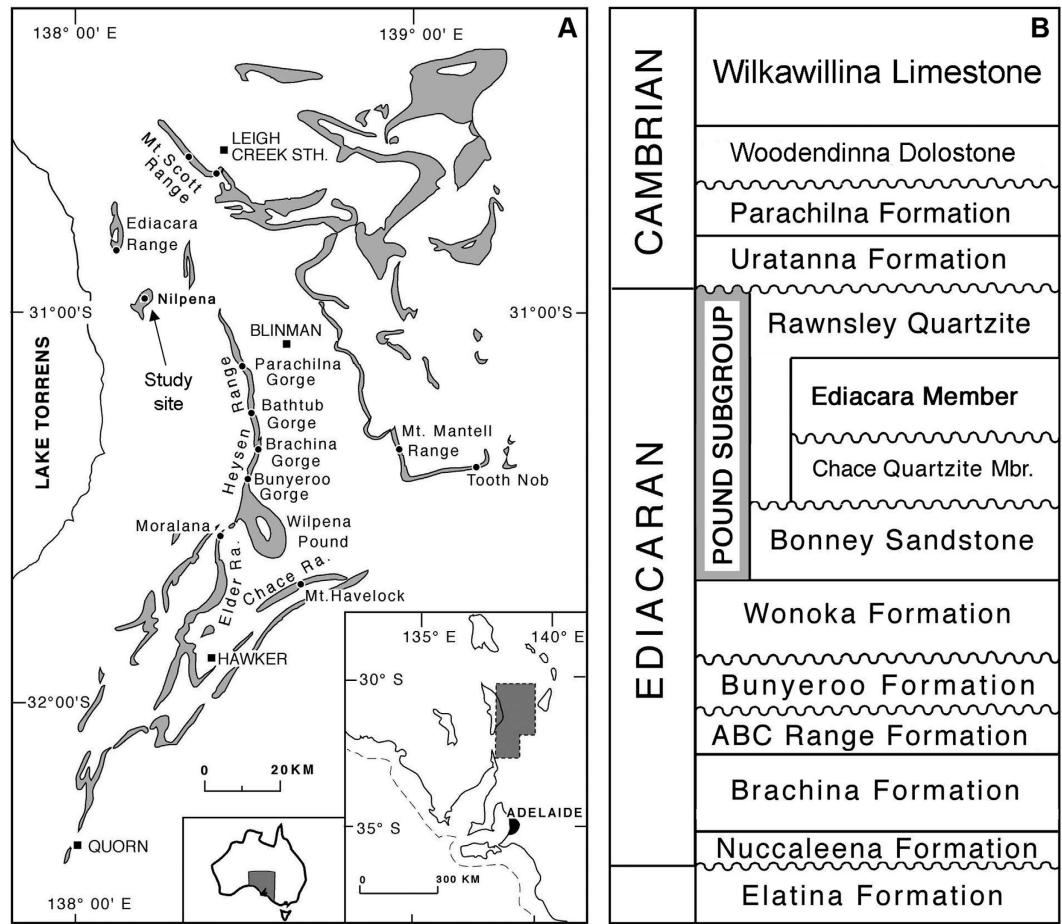 138° 00' E
139° 00' E
A
LEIGH
CREEK STH.
Mt. Scott
Range
Ediacara
Range
Nilpena
31° 00'S
31° 00'S
BLINMAN
Study
site
LAKE TORRENS
Parachilna
Gorge
Heysen Range
Bathtub
Gorge
Brachina
Gorge
Bunyeroo
Gorge
Mt. Mantell
Range
Tooth Nob
Moralana
Wilpena
Pound
Elder Ra.
Chace Ra.
Mt. Havelock
HAWKER
32° 00'S
0 20 KM
QUORN
138° 00' E
135° E
140° E
30° S
35° S
ADELAIDE
0 300 KM
B
CAMBRIAN
Wilkawillina Limestone
Woodendinna Dolostone
Parachilna Formation
Uratanna Formation
EDIACARAN
POUND SUBGROUP
Rawnsley Quartzite
Ediacara Member
Chace Quartzite Mbr.
Bonney Sandstone
Wonoka Formation
Bunyeroo Formation
ABC Range Formation
Brachina Formation
Nuccaleena Formation
Elatina Formation